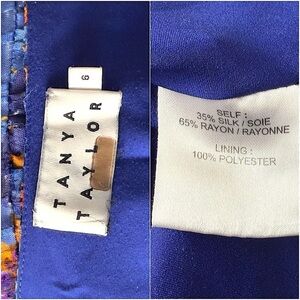 6
TANYA
TAYLOR
SELF :
35% SILK / SOIE
65% RAYON / RAYONNE
LINING :
100% POLYESTER